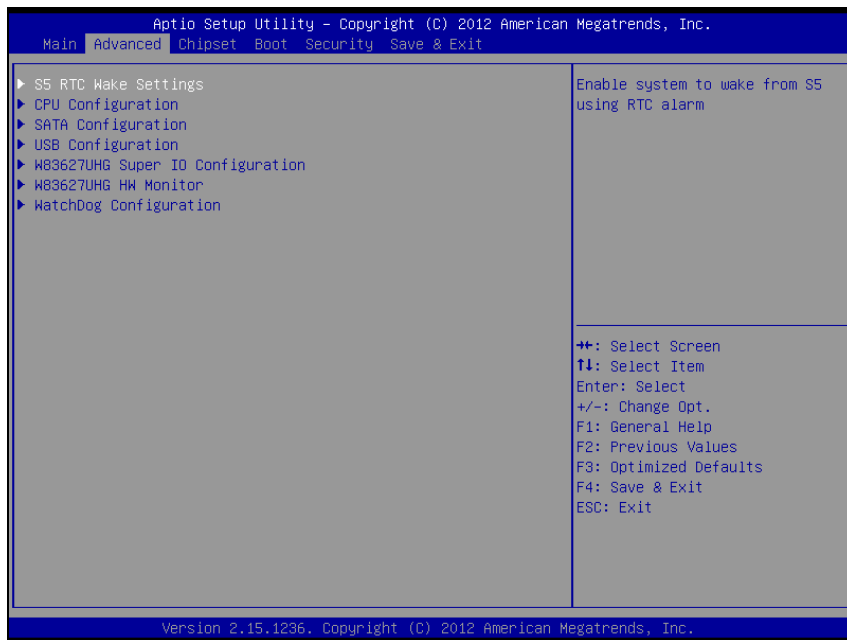 Aptio Setup Utility – Copyright (C) 2012 American Megatrends, Inc.
Main Advanced Chipset Boot Security Save & Exit
▶ S5 RTC Wake Settings
▶ CPU Configuration
▶ SATA Configuration
▶ USB Configuration
▶ W83627UHG Super IO Configuration
▶ W83627UHG HW Monitor
▶ WatchDog Configuration
Enable system to wake from S5
using RTC alarm
→←: Select Screen
↑↓: Select Item
Enter: Select
+/-: Change Opt.
F1: General Help
F2: Previous Values
F3: Optimized Defaults
F4: Save & Exit
ESC: Exit
Version 2.15.1236. Copyright (C) 2012 American Megatrends, Inc.